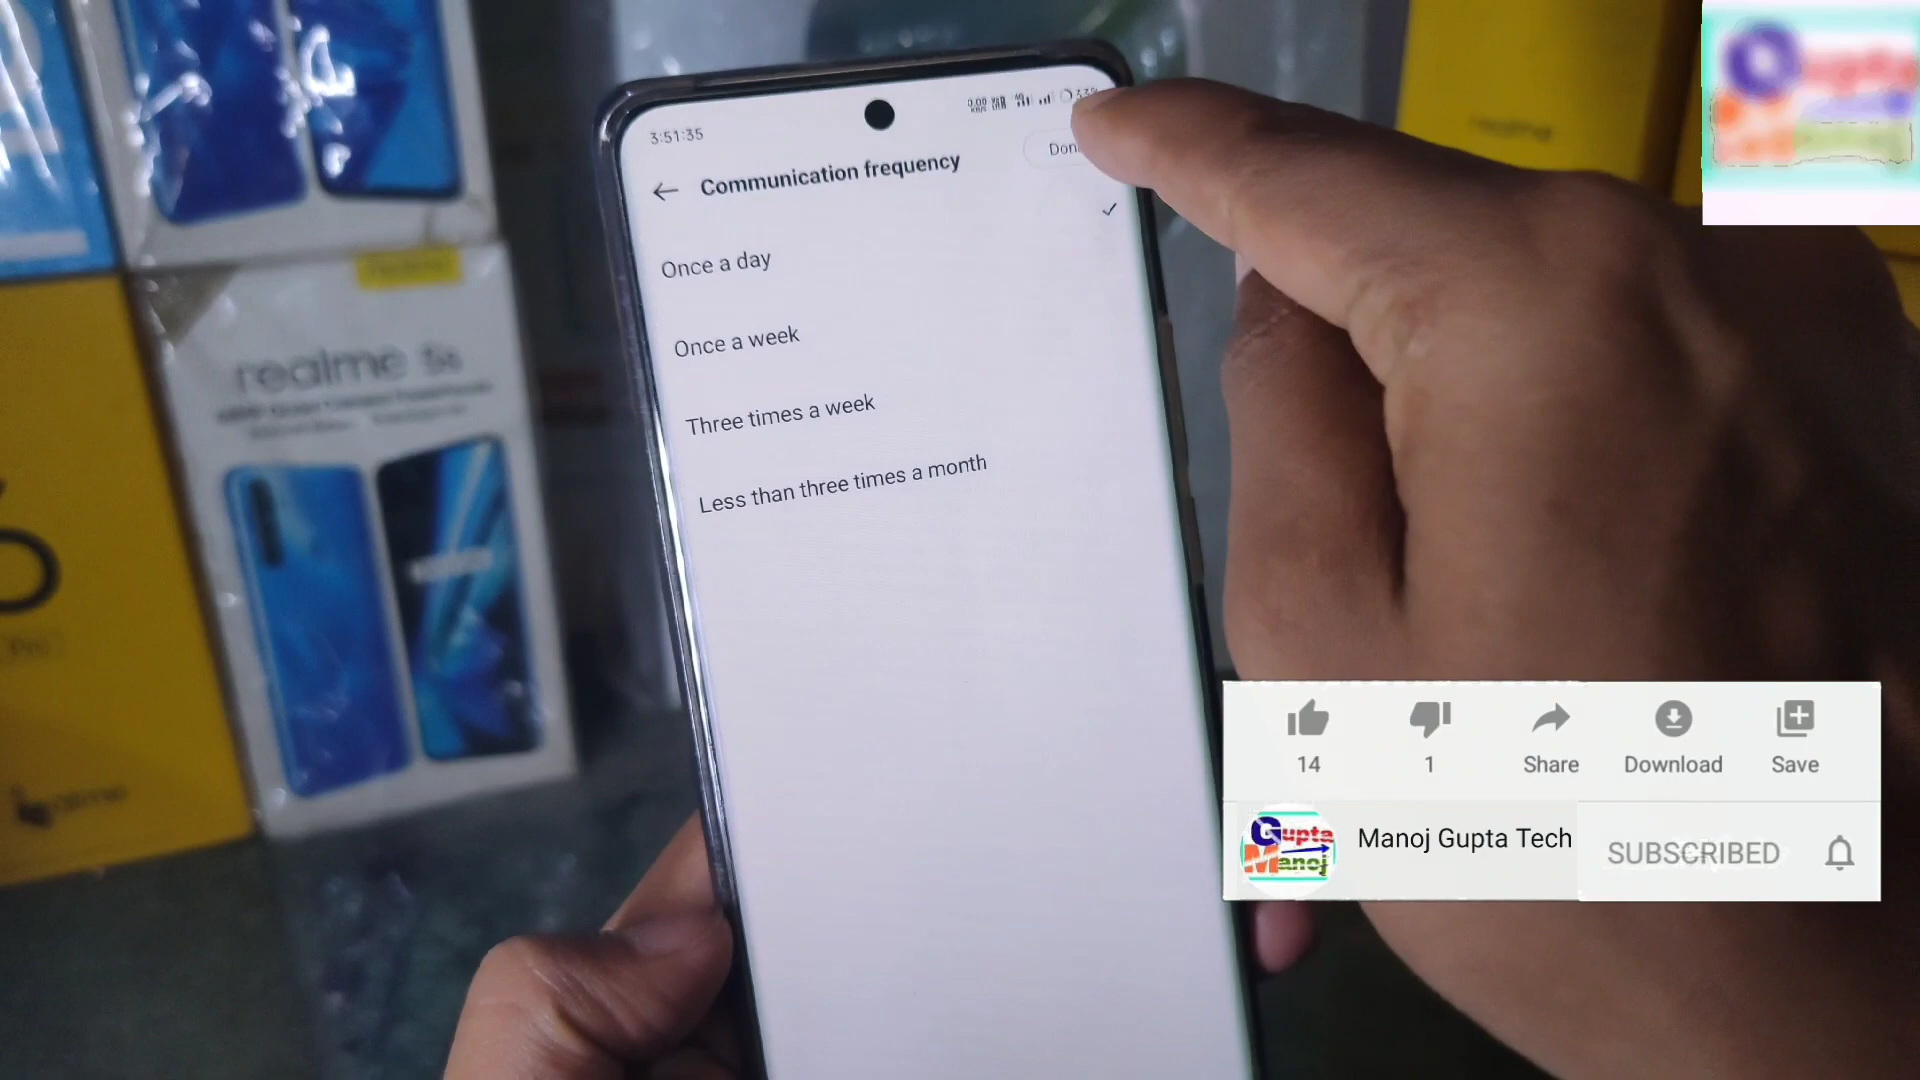 3:51:35
Communication frequency
Once a day
Once a week
Three times a week
Less than three times a month
realme 5s
14
1
Share
Download
Save
Gupta
Manoj
Manoj Gupta Tech
SUBSCRIBED